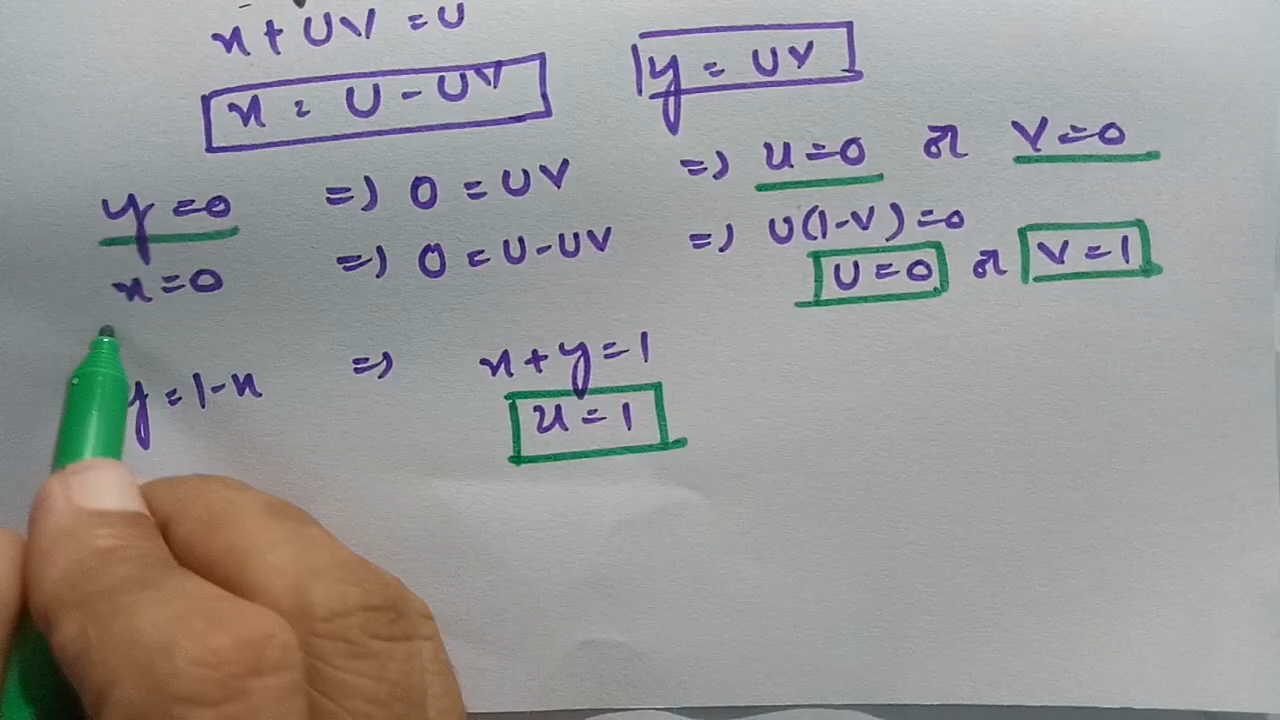 x + UV = U
x = U - UV    y = UV
y = 0 => 0 = UV => u = 0 or V = 0
x = 0 => 0 = U - UV => U(1-V) = 0
U = 0 or V = 1
y = 1 - x => x + y = 1
u = 1